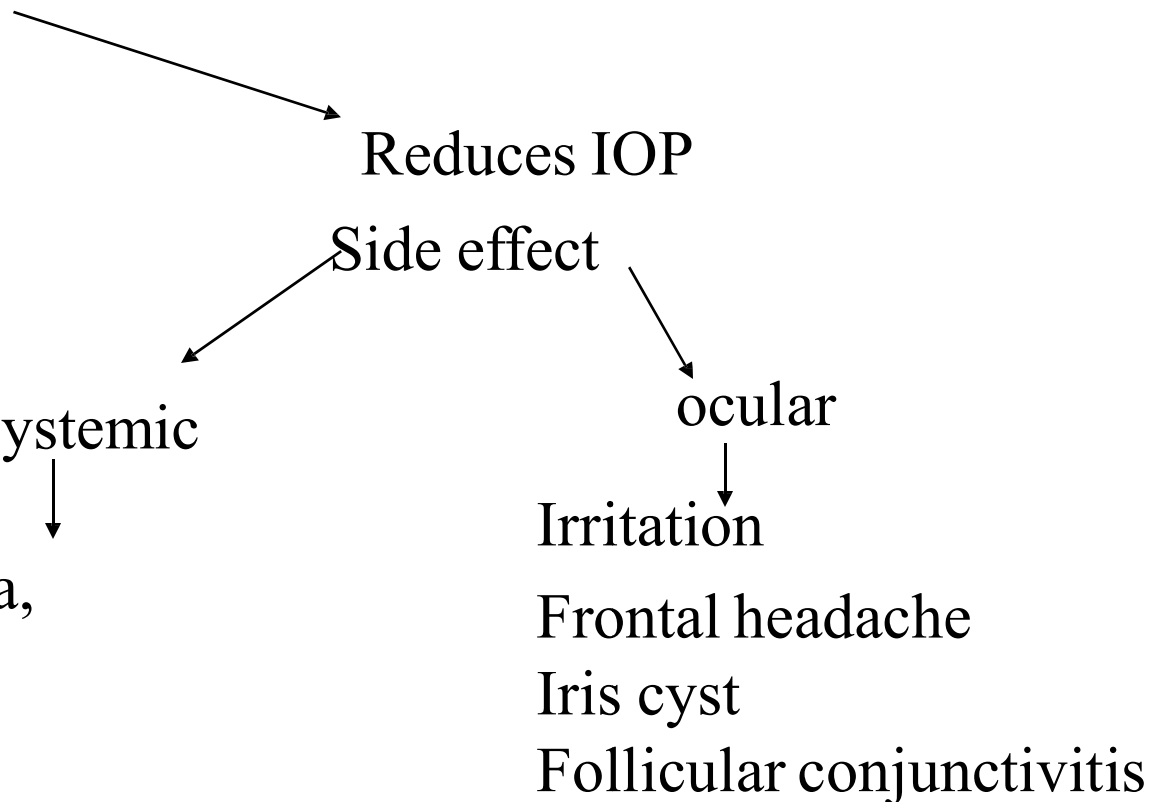 Reduces IOP
Side effect
ystemic
ocular
a,
Irritation
Frontal headache
Iris cyst
Follicular conjunctivitis